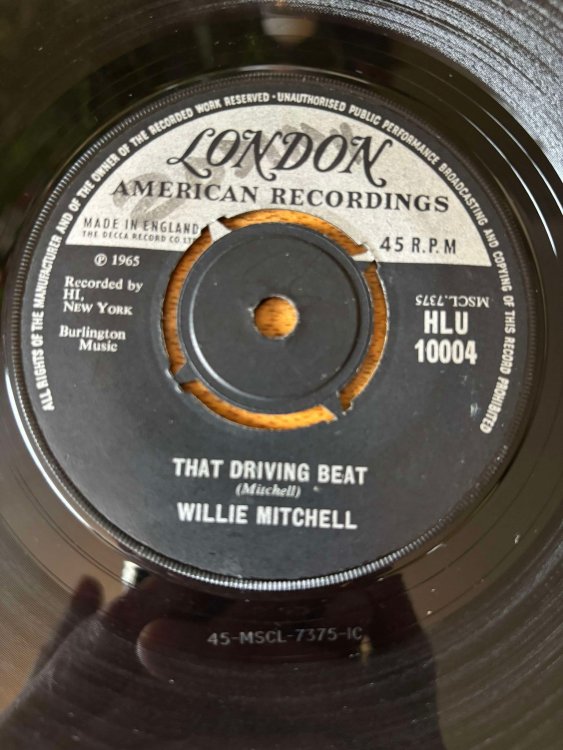 ALL RIGHTS OF THE MANUFACTURER AND OF THE OWNER OF THE RECORDED WORK RESERVED · UNAUTHORISED PUBLIC PERFORMANCE BROADCASTING AND COPYING OF THIS RECORD PROHIBITED
LONDON
AMERICAN RECORDINGS
MADE IN ENGLAND
THE DECCA RECORD CO. LTD
45 R.P.M
℗ 1965
Recorded by
HI,
NEW YORK
Burlington
Music
MSCL.7375
HLU
10004
THAT DRIVING BEAT
(Mitchell)
WILLIE MITCHELL
45-MSCL-7375-1C